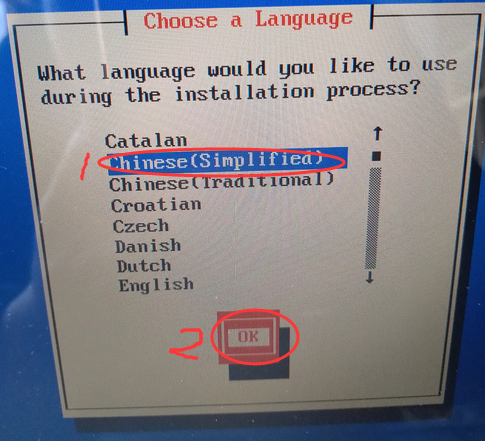 Choose a Language
What language would you like to use
during the installation process?
Catalan
1 Chinese(Simplified)
Chinese(Traditional)
Croatian
Czech
Danish
Dutch
English
2 OK